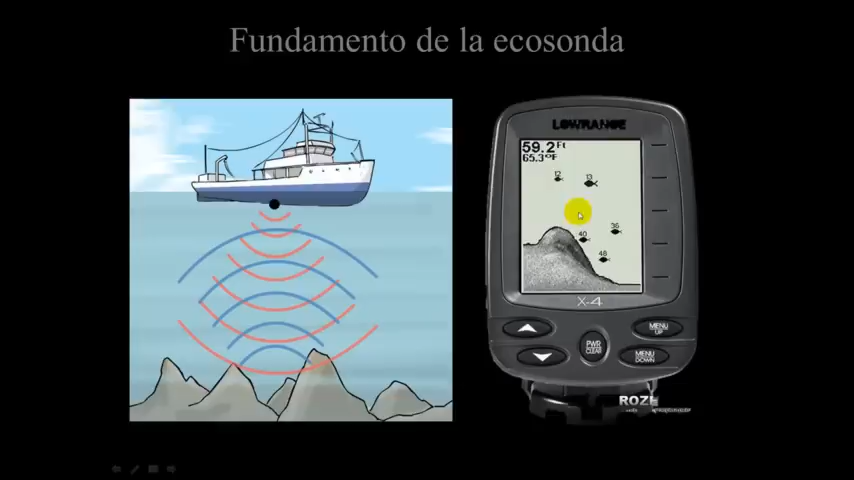 Fundamento de la ecosonda
LOWRANCE
59.2 Ft
65.3°F
12
13
36
40
48
X-4
MENU
UP
PWR
CLEAR
MENU
DOWN